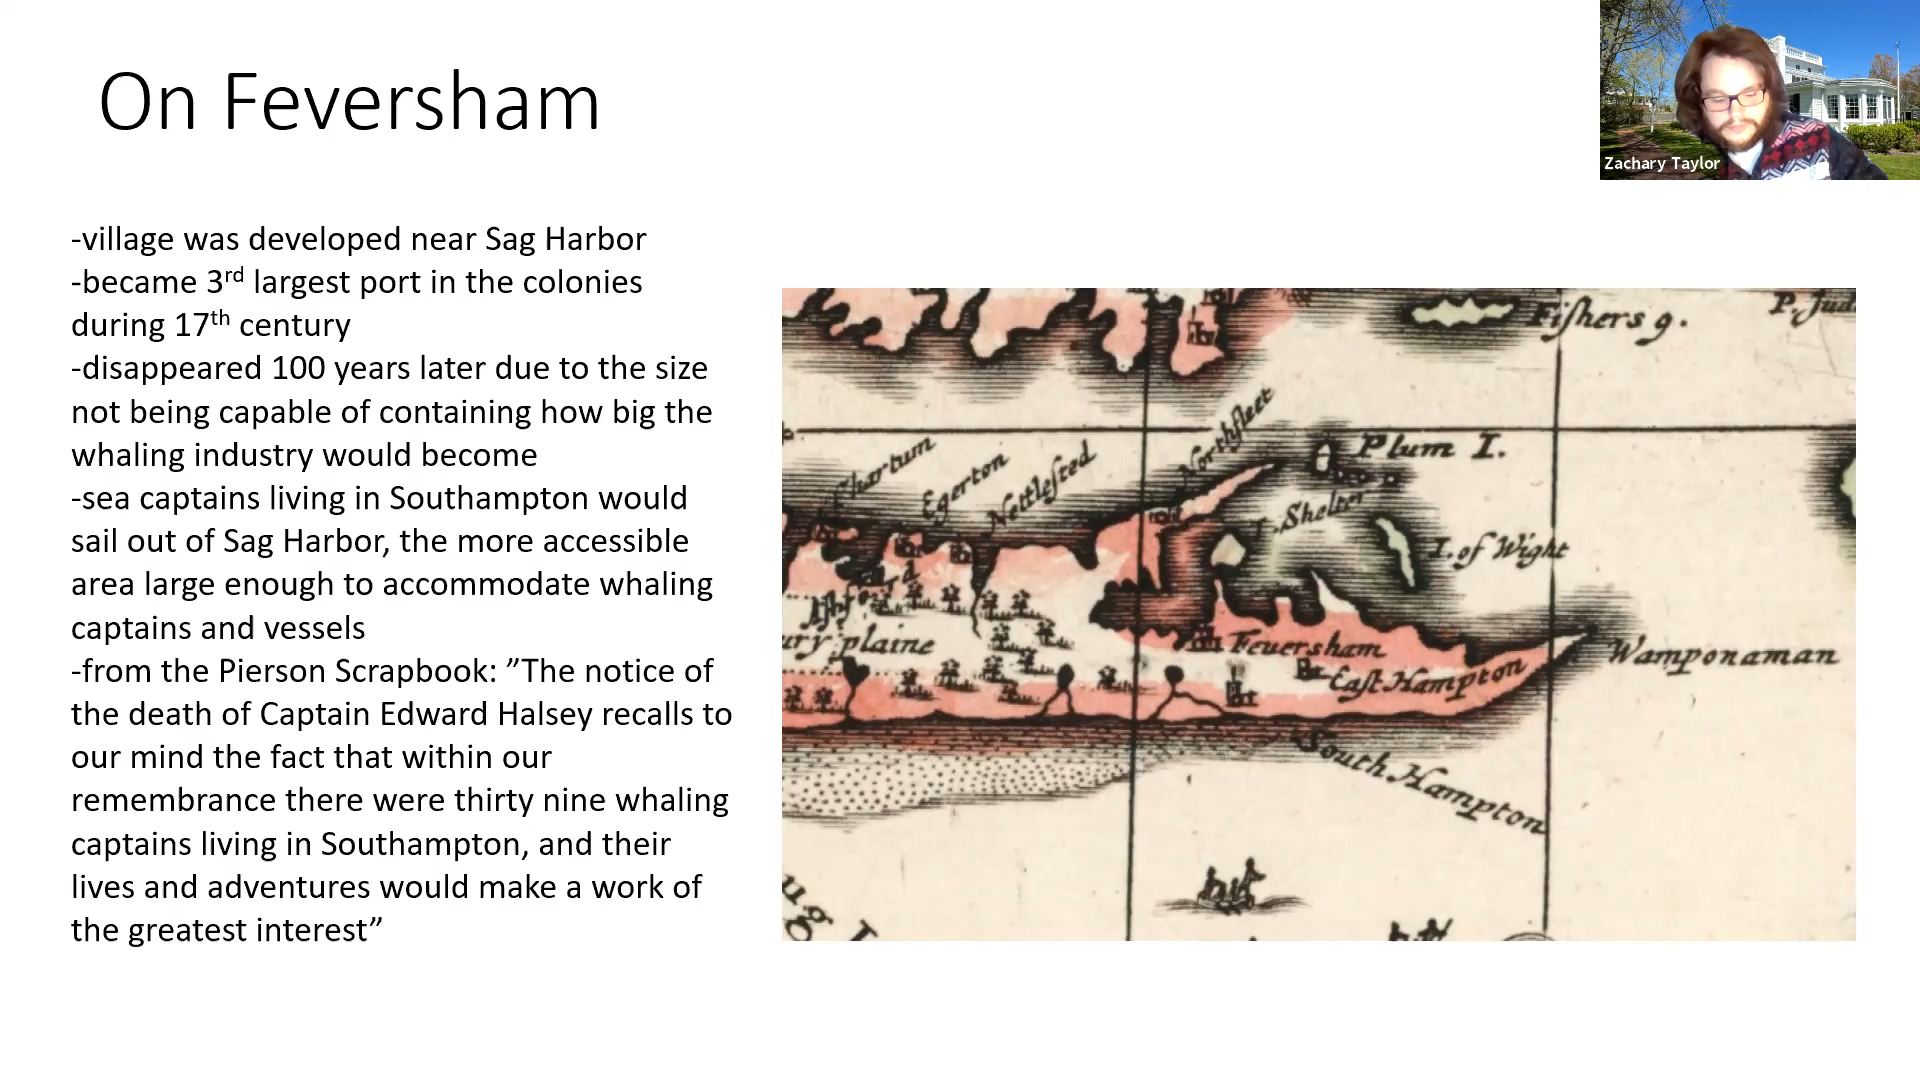 On Feversham
Zachary Taylor
-village was developed near Sag Harbor
-became 3rd largest port in the colonies
during 17th century
-disappeared 100 years later due to the size
not being capable of containing how big the
whaling industry would become
-sea captains living in Southampton would
sail out of Sag Harbor, the more accessible
area large enough to accommodate whaling
captains and vessels
-from the Pierson Scrapbook: ”The notice of
the death of Captain Edward Halsey recalls to
our mind the fact that within our
remembrance there were thirty nine whaling
captains living in Southampton, and their
lives and adventures would make a work of
the greatest interest”
Fiſhers
P. Jud
Northfleet
Plum I.
Egerton
Nettleſted
I. Shelter
I. of Wight
plaine
Feuersham
Eaſt Hampton
Wamponaman
South Hampton